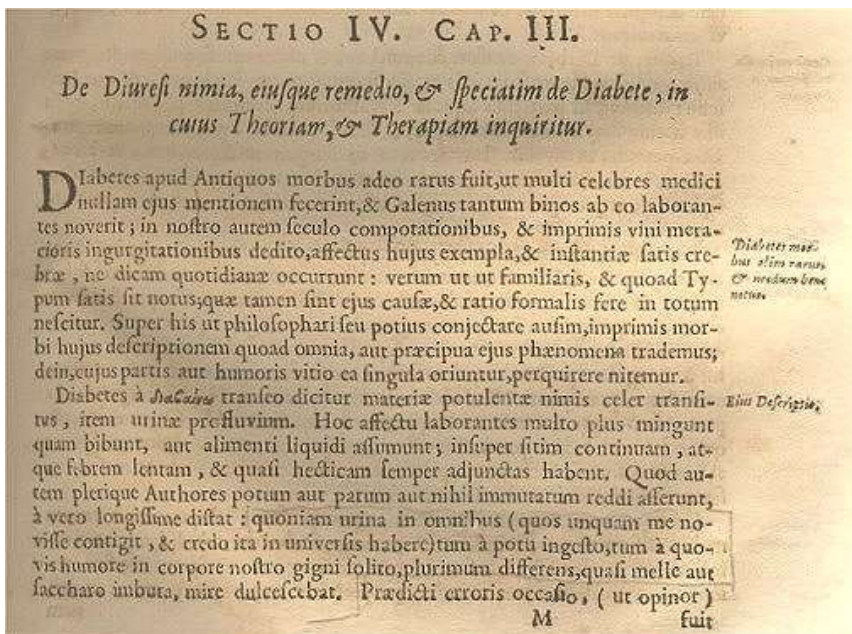 SECTIO IV. CAP. III.
De Diuresi nimia, eiusque remedio, & speciatim de Diabete, in
cuius Theoriam, & Therapiam inquiritur.
DIabetes apud Antiquos morbus adeo rarus fuit, ut multi celebres medici
nullam ejus mentionem fecerint, & Galenus tantum binos ab eo laboran-
tes noverit; in nostro autem seculo compotationibus, & imprimis vini mera-
cioris ingurgitationibus dedito, affectus hujus exempla, & instantiæ satis cre-
bræ, ne dicam quotidianæ occurrunt: verum ut ut familiaris, & quoad Ty-
pum satis sit notus; quæ tamen sint ejus causæ, & ratio formalis fere in totum
nescitur. Super his ut philosophari seu potius conjectare ausim, imprimis mor-
bi hujus descriptionem quoad omnia, aut præcipua ejus phænomena trademus;
dein, cujus partis aut humoris vitio ea singula oriuntur, perquirere nitemur.
Diabetes mor-
bus olim rarus,
& nondum bene
notus.
Diabetes à transeo dicitur materiæ potulentæ nimis celer transi-
tus, item urinæ profluvium. Hoc affectu laborantes multo plus mingunt
quam bibunt, aut alimenti liquidi assumunt; insuper sitim continuam, at-
que febrem lentam, & quasi hecticam semper adjunctas habent. Quod au-
tem plerique Authores potum aut parum aut nihil immutatum reddi asserunt,
à vero longissime distat: quoniam urina in omnibus (quos unquam me no-
visse contigit, & credo ita in universis habere) tum à potu ingesto, tum à quo-
vis humore in corpore nostro gigni solito, plurimum differens, quasi melle aut
saccharo imbuta, mire dulcescebat. Prædicti erroris occasio, (ut opinor)
Eius Descriptio.
M
fuit